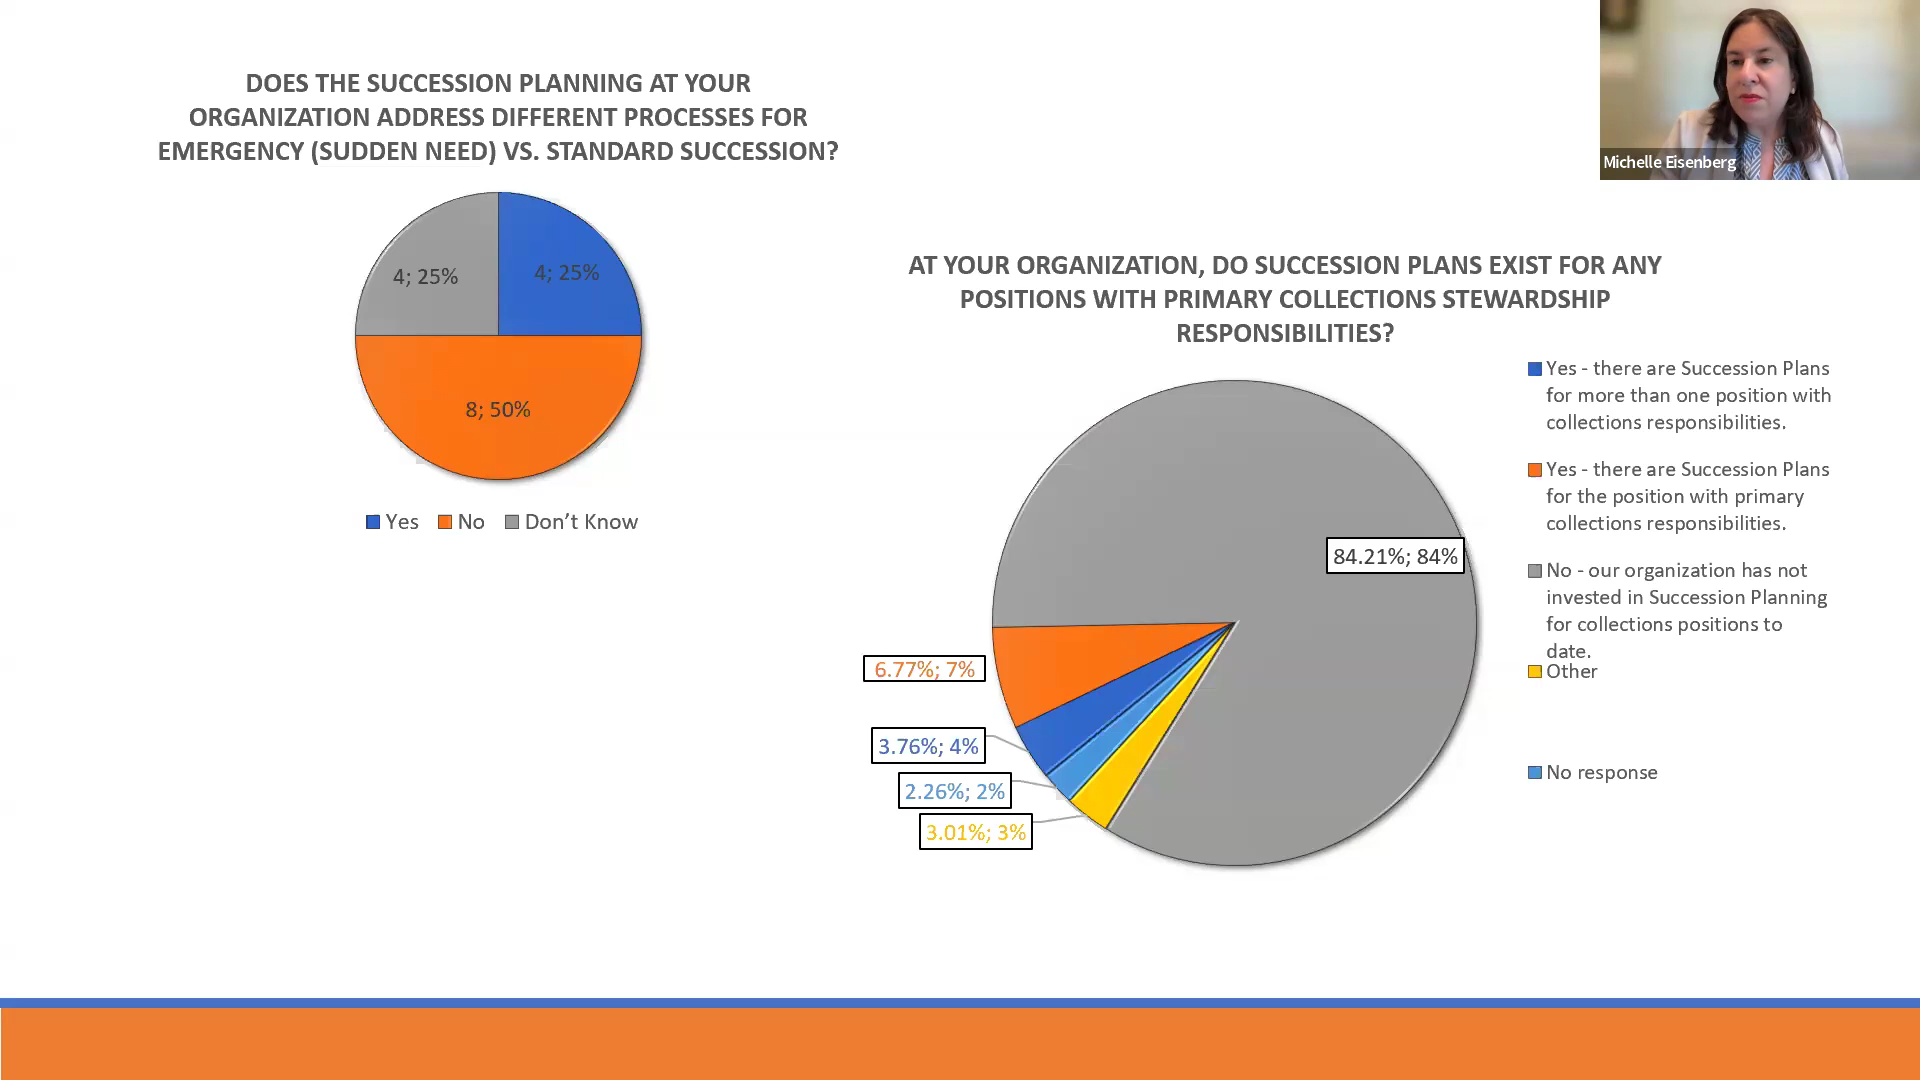 DOES THE SUCCESSION PLANNING AT YOUR
ORGANIZATION ADDRESS DIFFERENT PROCESSES FOR
EMERGENCY (SUDDEN NEED) VS. STANDARD SUCCESSION?
4; 25%
4; 25%
8; 50%
Yes No Don’t Know
Michelle Eisenberg
AT YOUR ORGANIZATION, DO SUCCESSION PLANS EXIST FOR ANY
POSITIONS WITH PRIMARY COLLECTIONS STEWARDSHIP
RESPONSIBILITIES?
84.21%; 84%
6.77%; 7%
3.76%; 4%
2.26%; 2%
3.01%; 3%
Yes - there are Succession Plans
for more than one position with
collections responsibilities.
Yes - there are Succession Plans
for the position with primary
collections responsibilities.
No - our organization has not
invested in Succession Planning
for collections positions to
date.
Other
No response